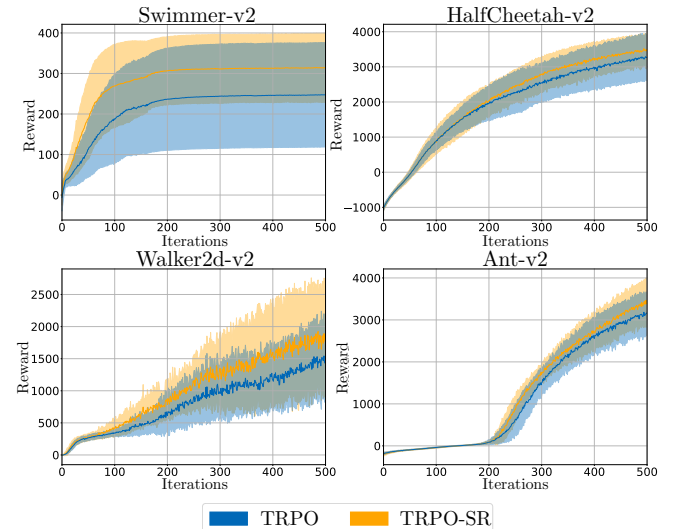 Swimmer-v2
400
300
200
100
0
Reward
0 100 200 300 400 500
Iterations
HalfCheetah-v2
4000
3000
2000
1000
0
−1000
Reward
0 100 200 300 400 500
Iterations
Walker2d-v2
2500
2000
1500
1000
500
0
Reward
0 100 200 300 400 500
Iterations
Ant-v2
4000
3000
2000
1000
0
Reward
0 100 200 300 400 500
Iterations
TRPO TRPO-SR